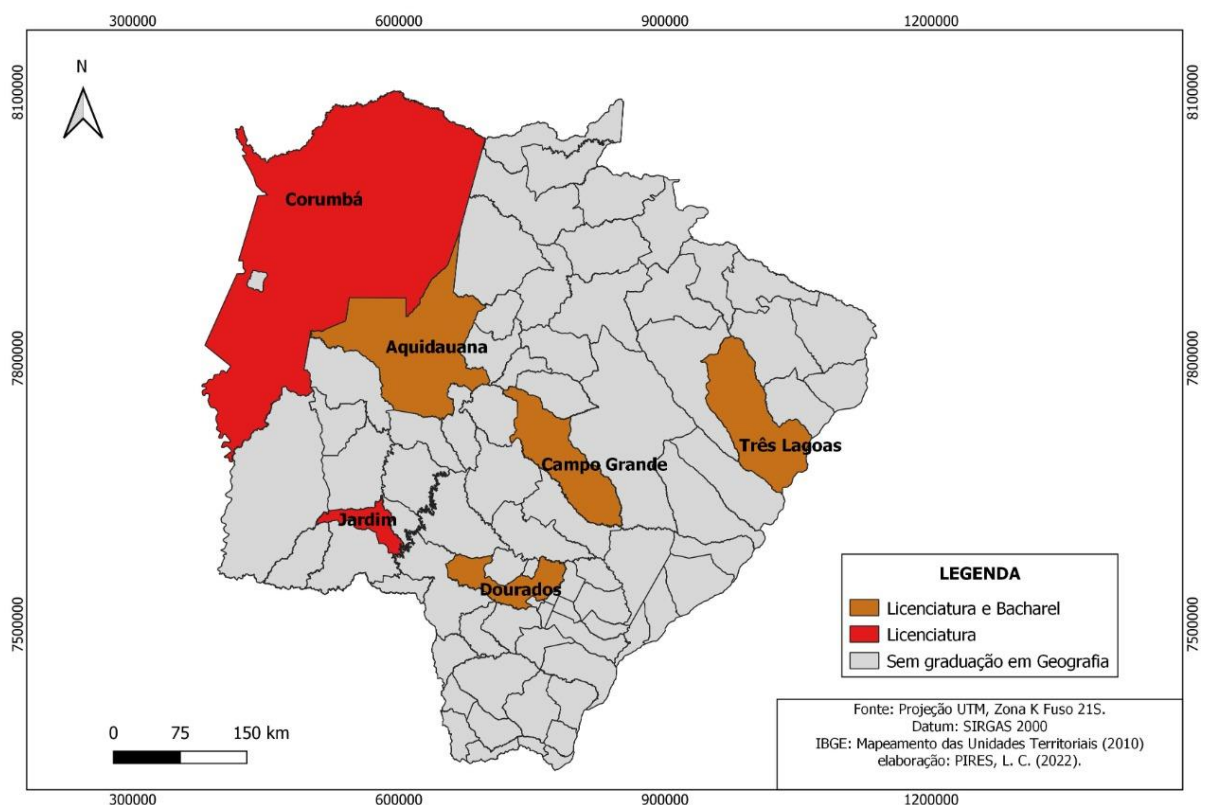 300000 600000 900000 1200000
8100000
8100000
N
Corumbá
7800000
7800000
Aquidauana
Três Lagoas
Campo Grande
Jardim
Dourados
7500000
7500000
LEGENDA
Licenciatura e Bacharel
Licenciatura
Sem graduação em Geografia
Fonte: Projeção UTM, Zona K Fuso 21S.
Datum: SIRGAS 2000
IBGE: Mapeamento das Unidades Territoriais (2010)
elaboração: PIRES, L. C. (2022).
0 75 150 km
300000 600000 900000 1200000